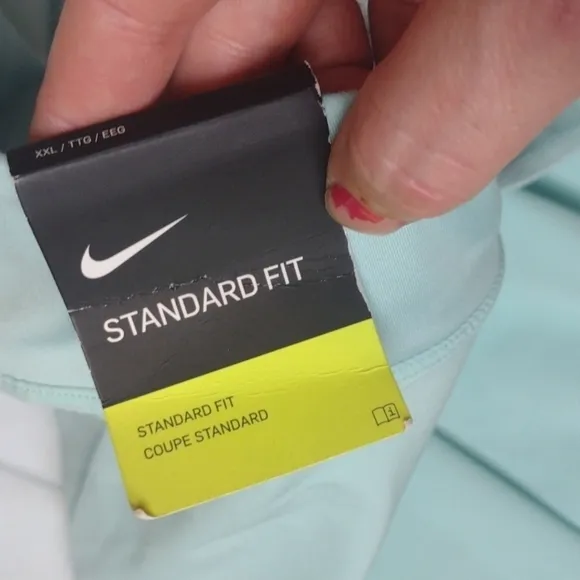 XXL / TTG / EEG
STANDARD FIT
STANDARD FIT
COUPE STANDARD